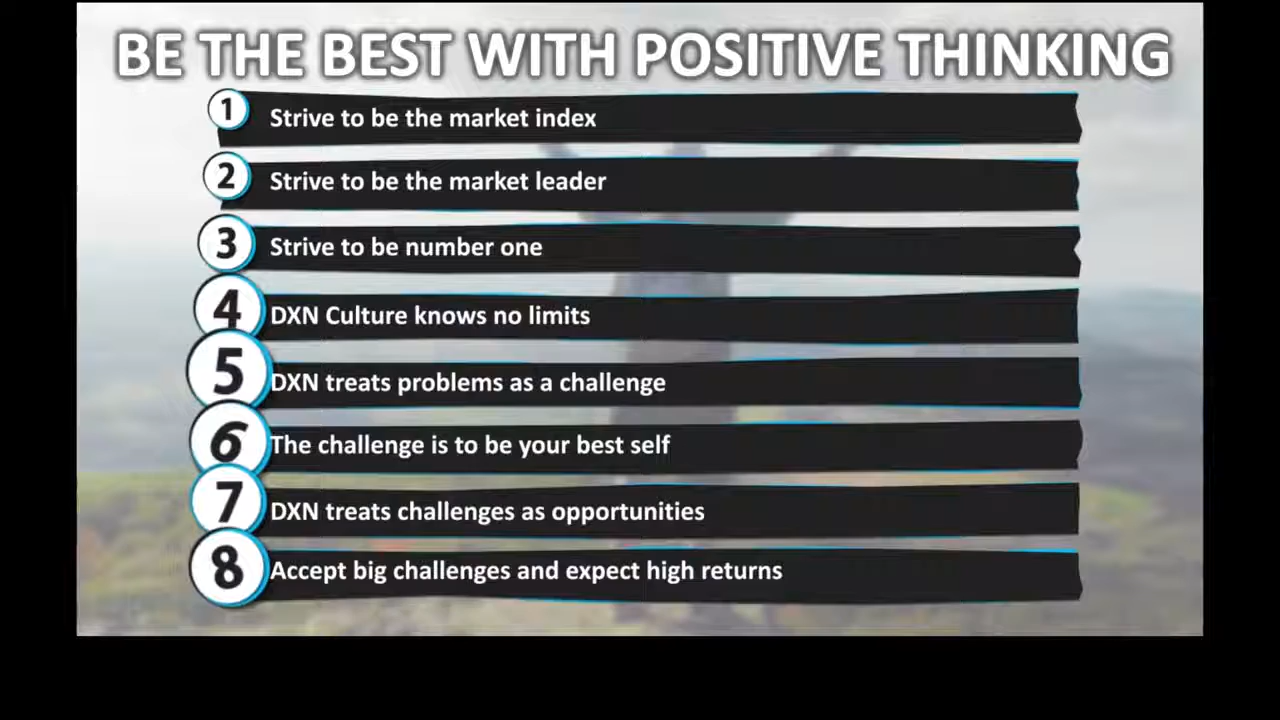 BE THE BEST WITH POSITIVE THINKING
1 Strive to be the market index
2 Strive to be the market leader
3 Strive to be number one
4 DXN Culture knows no limits
5 DXN treats problems as a challenge
6 The challenge is to be your best self
7 DXN treats challenges as opportunities
8 Accept big challenges and expect high returns